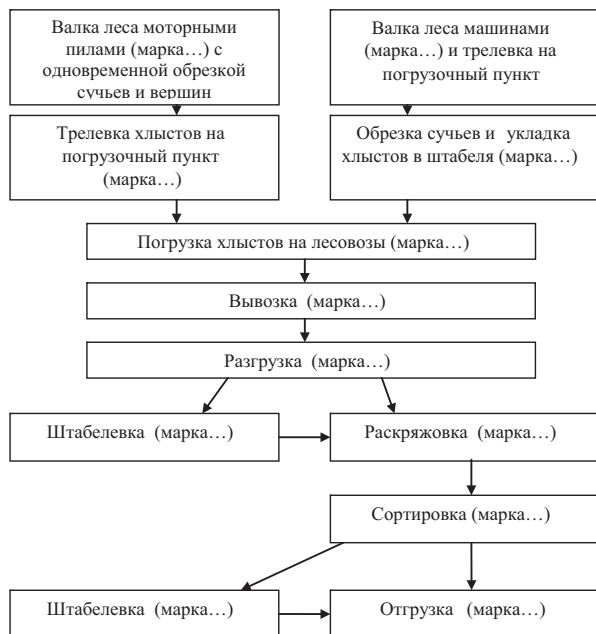 Валка леса моторными
пилами (марка…) с
одновременной обрезкой
сучьев и вершин
Валка леса машинами
(марка…) и трелевка на
погрузочный пункт
Трелевка хлыстов на
погрузочный пункт
(марка…)
Обрезка сучьев и укладка
хлыстов в штабеля (марка…)
Погрузка хлыстов на лесовозы (марка…)
Вывозка (марка…)
Разгрузка (марка…)
Штабелевка (марка…)
Раскряжовка (марка…)
Сортировка (марка…)
Штабелевка (марка…)
Отгрузка (марка…)